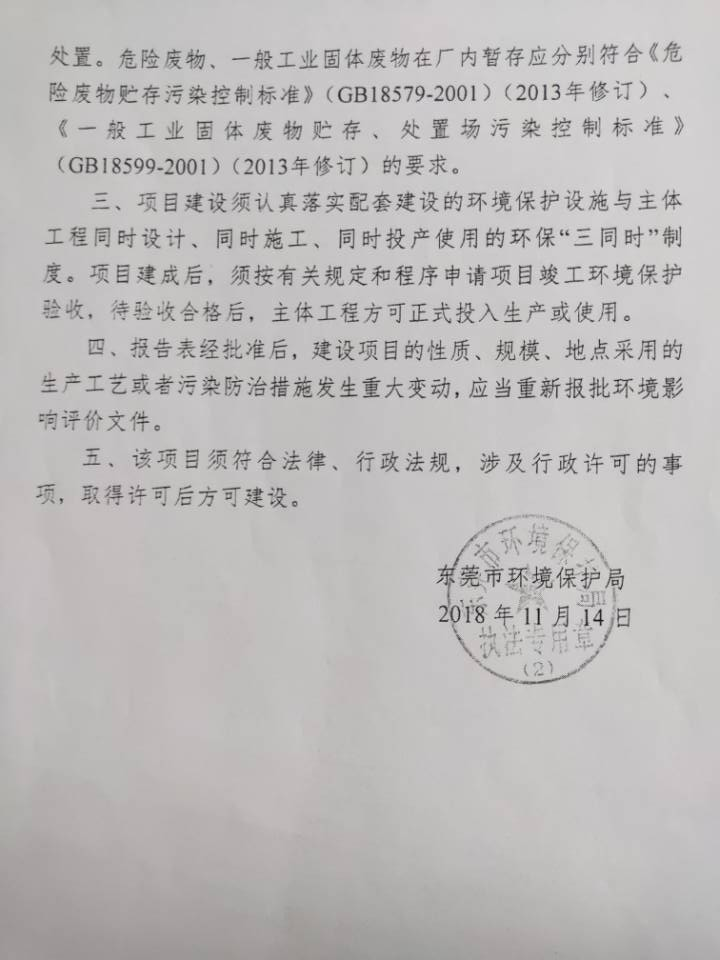 处置。危险废物、一般工业固体废物在厂内暂存应分别符合《危
险废物贮存污染控制标准》（GB18579-2001）（2013年修订）、
《一般工业固体废物贮存、处置场污染控制标准》
（GB18599-2001）（2013年修订）的要求。
三、项目建设须认真落实配套建设的环境保护设施与主体
工程同时设计、同时施工、同时投产使用的环保“三同时”制
度。项目建成后，须按有关规定和程序申请项目竣工环境保护
验收，待验收合格后，主体工程方可正式投入生产或使用。
四、报告表经批准后，建设项目的性质、规模、地点采用的
生产工艺或者污染防治措施发生重大变动，应当重新报批环境影
响评价文件。
五、该项目须符合法律、行政法规，涉及行政许可的事
项，取得许可后方可建设。
东莞市环境保护局
2018年11月14日
东莞市环境保护局
执法专用章
（2）